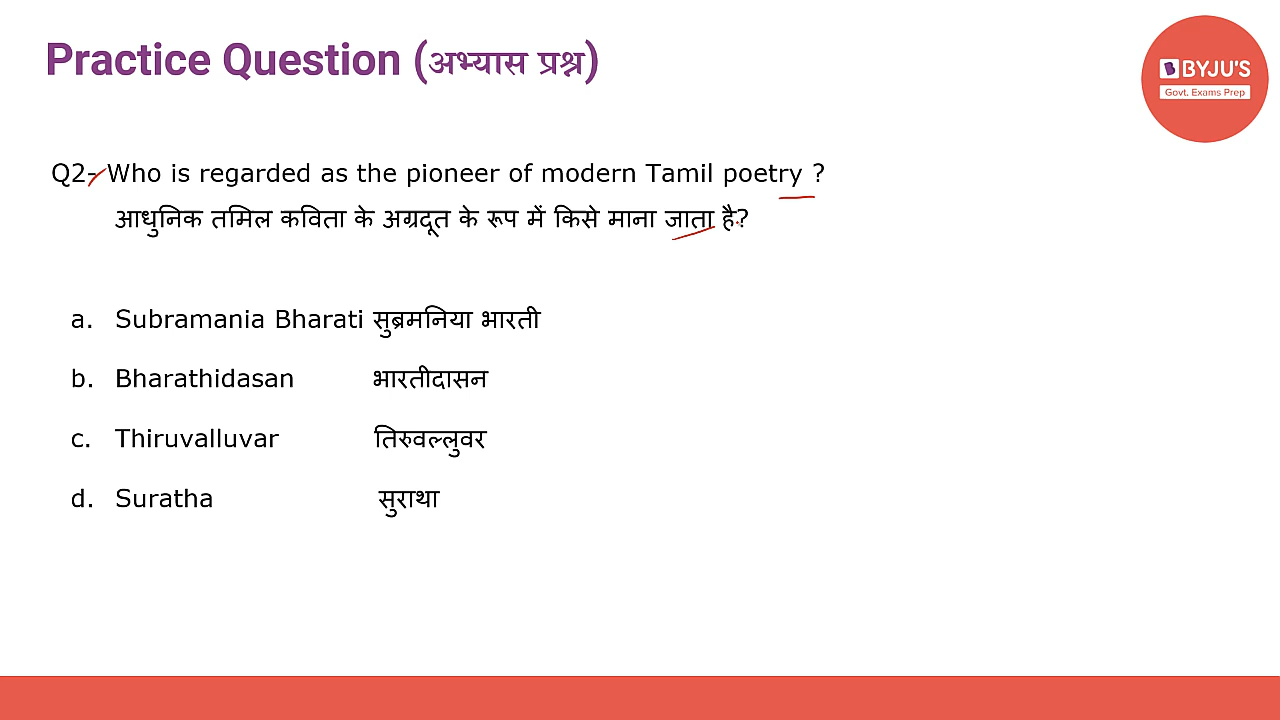 Practice Question (अभ्यास प्रश्न)
BYJU'S
Govt. Exams Prep
Q2- Who is regarded as the pioneer of modern Tamil poetry ?
आधुनिक तमिल कविता के अग्रदूत के रूप में किसे माना जाता है?
a. Subramania Bharati सुब्रमनिया भारती
b. Bharathidasan भारतीदासन
c. Thiruvalluvar तिरुवल्लुवर
d. Suratha सुराथा